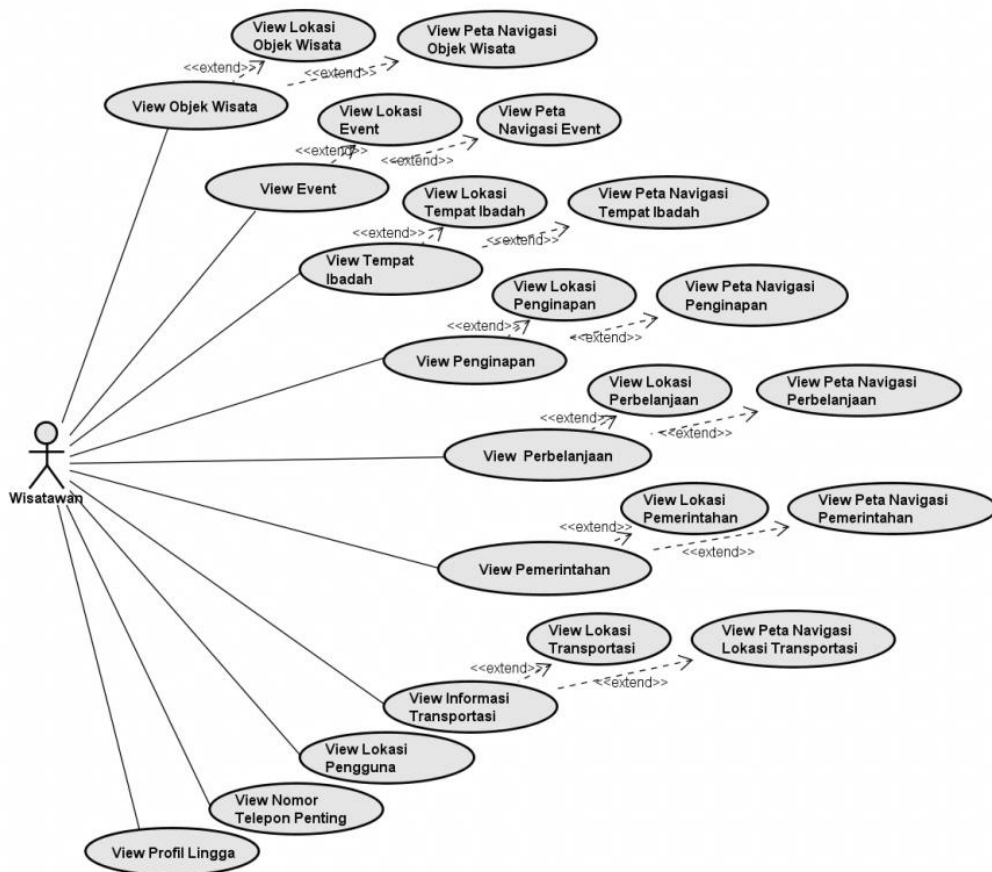 View Lokasi
Objek Wisata
View Peta Navigasi
Objek Wisata
<<extend>>
<<extend>>
View Objek Wisata
View Lokasi
Event
View Peta
Navigasi Event
<<extend>>
<<extend>>
View Event
View Lokasi
Tempat Ibadah
View Peta Navigasi
Tempat Ibadah
<<extend>>
<<extend>>
View Tempat
Ibadah
View Lokasi
Penginapan
View Peta Navigasi
Penginapan
<<extend>>
<<extend>>
View Penginapan
View Lokasi
Perbelanjaan
View Peta Navigasi
Perbelanjaan
<<extend>>
<<extend>>
View Perbelanjaan
Wisatawan
View Lokasi
Pemerintahan
View Peta Navigasi
Pemerintahan
<<extend>>
<<extend>>
View Pemerintahan
View Lokasi
Transportasi
View Peta Navigasi
Lokasi Transportasi
<<extend>>
<<extend>>
View Informasi
Transportasi
View Lokasi
Pengguna
View Nomor
Telepon Penting
View Profil Lingga